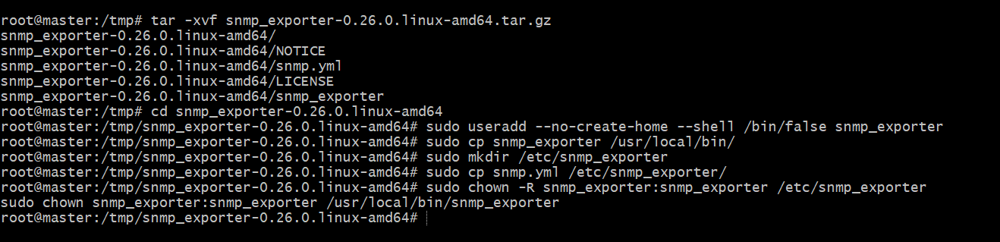 root@master:/tmp# tar -xvf snmp_exporter-0.26.0.linux-amd64.tar.gz
snmp_exporter-0.26.0.linux-amd64/
snmp_exporter-0.26.0.linux-amd64/NOTICE
snmp_exporter-0.26.0.linux-amd64/snmp.yml
snmp_exporter-0.26.0.linux-amd64/LICENSE
snmp_exporter-0.26.0.linux-amd64/snmp_exporter
root@master:/tmp# cd snmp_exporter-0.26.0.linux-amd64
root@master:/tmp/snmp_exporter-0.26.0.linux-amd64# sudo useradd --no-create-home --shell /bin/false snmp_exporter
root@master:/tmp/snmp_exporter-0.26.0.linux-amd64# sudo cp snmp_exporter /usr/local/bin/
root@master:/tmp/snmp_exporter-0.26.0.linux-amd64# sudo mkdir /etc/snmp_exporter
root@master:/tmp/snmp_exporter-0.26.0.linux-amd64# sudo cp snmp.yml /etc/snmp_exporter/
root@master:/tmp/snmp_exporter-0.26.0.linux-amd64# sudo chown -R snmp_exporter:snmp_exporter /etc/snmp_exporter
sudo chown snmp_exporter:snmp_exporter /usr/local/bin/snmp_exporter
root@master:/tmp/snmp_exporter-0.26.0.linux-amd64#